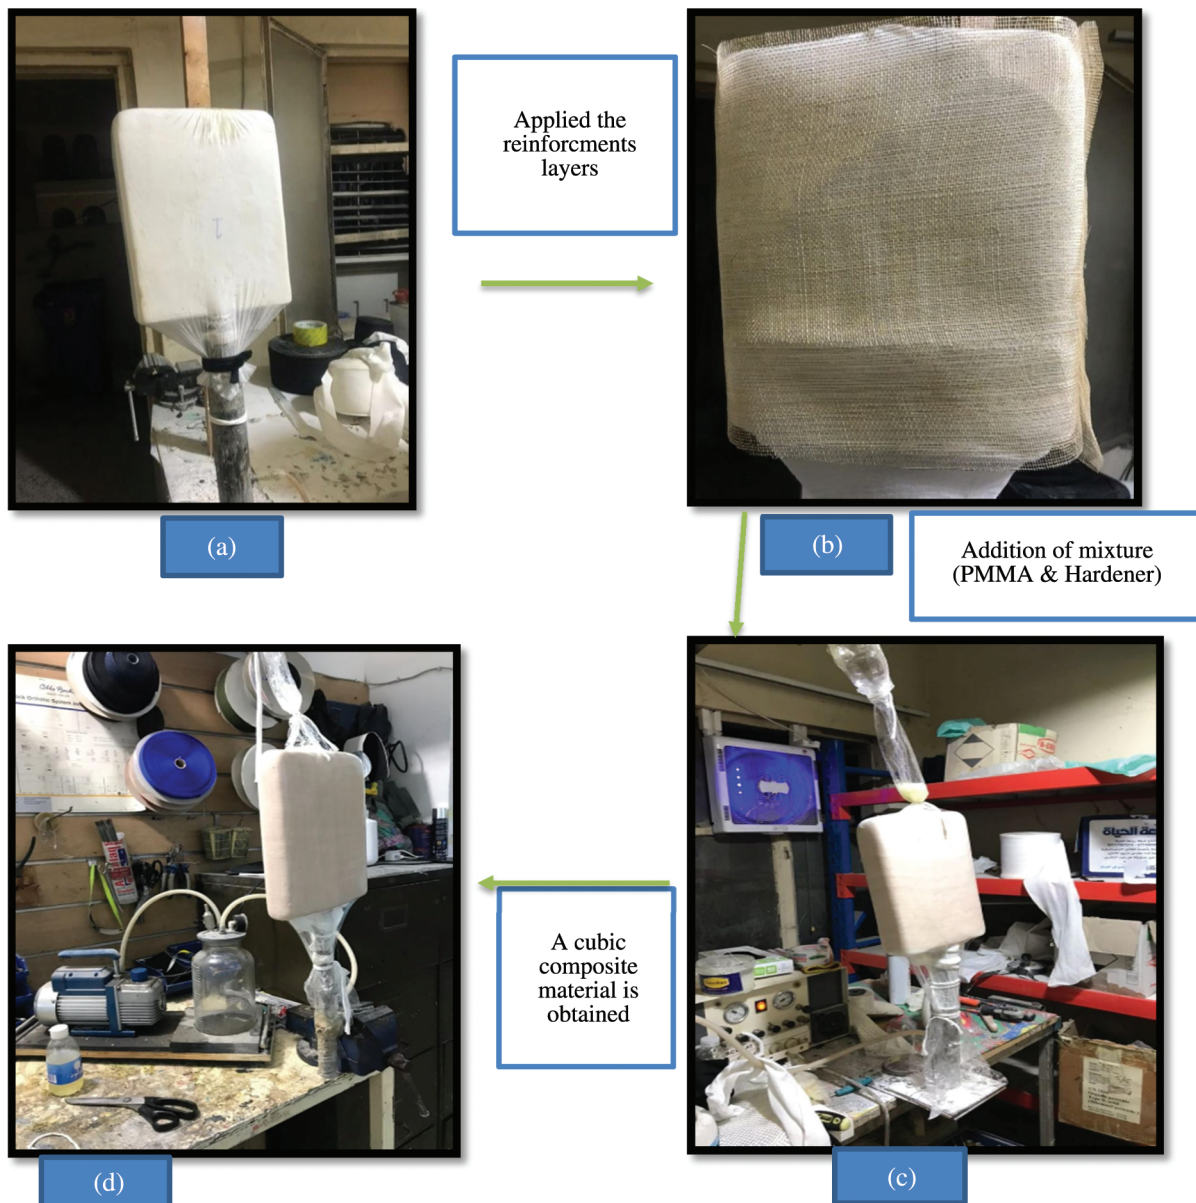 Applied the
reinforcments
layers
(a)
(b)
Addition of mixture
(PMMA & Hardener)
A cubic
composite
material is
obtained
(d)
(c)